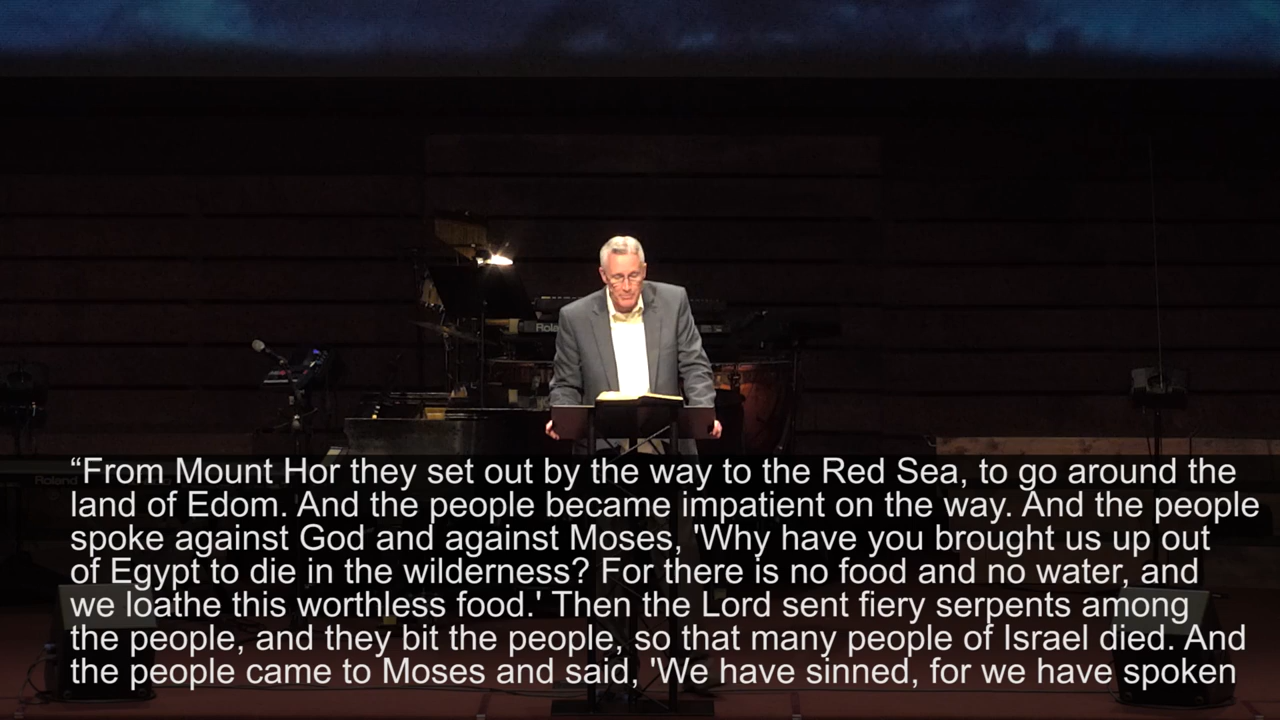 Rola
Roland
“From Mount Hor they set out by the way to the Red Sea, to go around the
land of Edom. And the people became impatient on the way. And the people
spoke against God and against Moses, 'Why have you brought us up out
of Egypt to die in the wilderness? For there is no food and no water, and
we loathe this worthless food.' Then the Lord sent fiery serpents among
the people, and they bit the people, so that many people of Israel died. And
the people came to Moses and said, 'We have sinned, for we have spoken